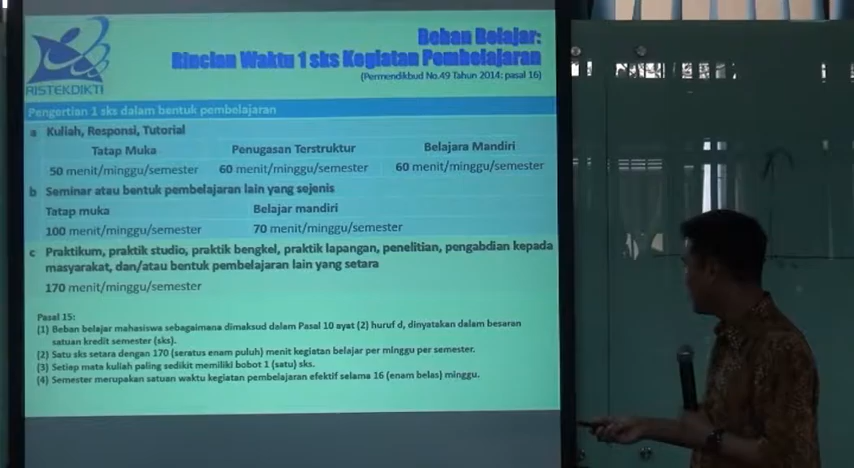 RISTEKDIKTI
Beban Belajar:
Rincian Waktu 1 sks Kegiatan Pembelajaran
(Permendikbud No.49 Tahun 2014: pasal 16)
Pengertian 1 sks dalam bentuk pembelajaran
a Kuliah, Responsi, Tutorial
Tatap Muka Penugasan Terstruktur Belajara Mandiri
50 menit/minggu/semester 60 menit/minggu/semester 60 menit/minggu/semester
b Seminar atau bentuk pembelajaran lain yang sejenis
Tatap muka Belajar mandiri
100 menit/minggu/semester 70 menit/minggu/semester
c Praktikum, praktik studio, praktik bengkel, praktik lapangan, penelitian, pengabdian kepada
masyarakat, dan/atau bentuk pembelajaran lain yang setara
170 menit/minggu/semester
Pasal 15:
(1) Beban belajar mahasiswa sebagaimana dimaksud dalam Pasal 10 ayat (2) huruf d, dinyatakan dalam besaran
satuan kredit semester (sks).
(2) Satu sks setara dengan 170 (seratus enam puluh) menit kegiatan belajar per minggu per semester.
(3) Setiap mata kuliah paling sedikit memiliki bobot 1 (satu) sks.
(4) Semester merupakan satuan waktu kegiatan pembelajaran efektif selama 16 (enam belas) minggu.